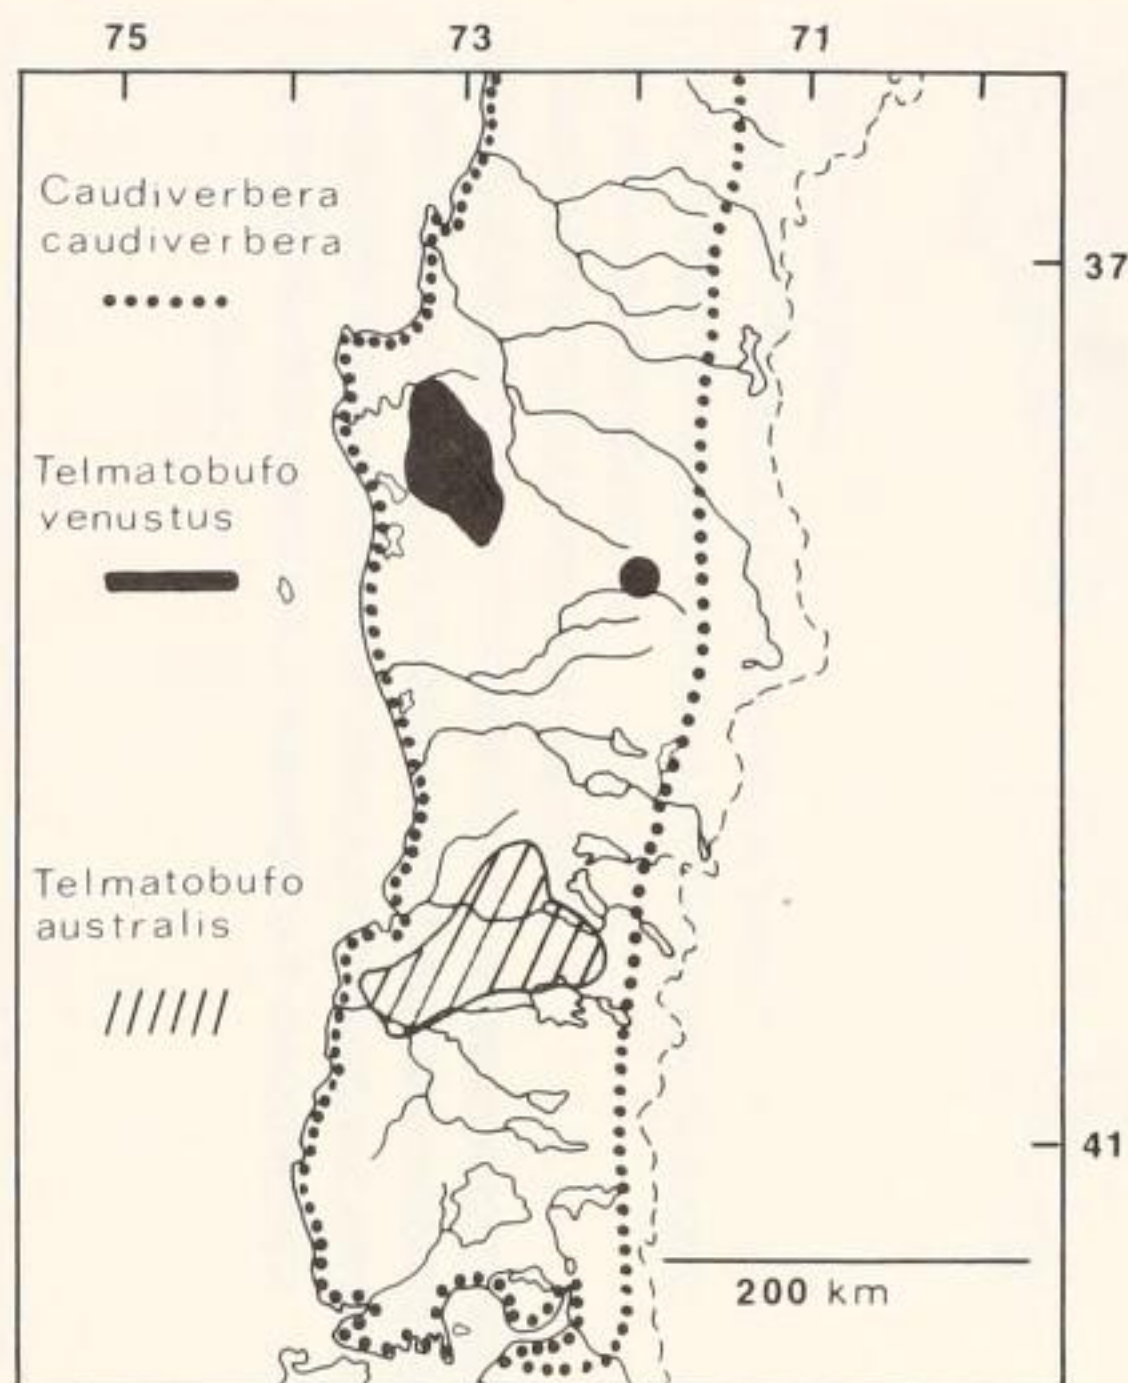 75 73 71
Caudiverbera
caudiverbera
37
Telmatobufo
venustus
Telmatobufo
australis
41
200 km